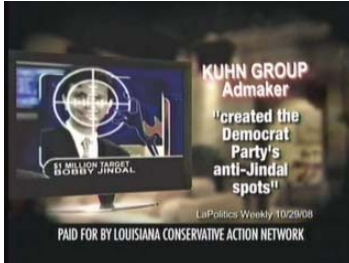 KUHN GROUP
Admaker
"created the
Democrat
Party's
anti-Jindal
spots"
$1 MILLION TARGET
BOBBY JINDAL
LaPolitics Weekly 10/29/08
PAID FOR BY LOUISIANA CONSERVATIVE ACTION NETWORK